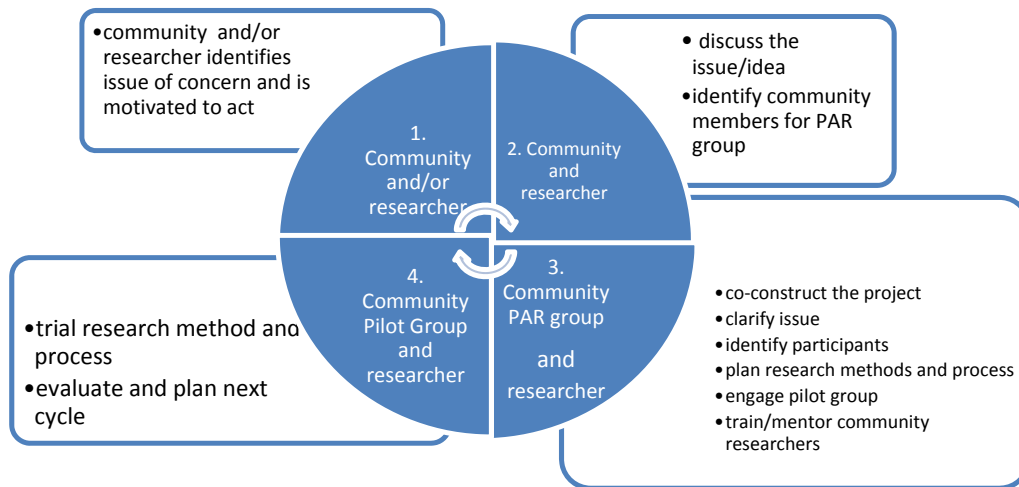 •community and/or
researcher identifies
issue of concern and is
motivated to act
• discuss the
issue/idea
•identify community
members for PAR
group
1.
Community
and/or
researcher
2. Community
and
researcher
4.
Community
Pilot Group
and
researcher
3.
Community
PAR group
and
researcher
•trial research method and
process
•evaluate and plan next
cycle
•co-construct the project
•clarify issue
•identify participants
•plan research methods and process
•engage pilot group
•train/mentor community
researchers